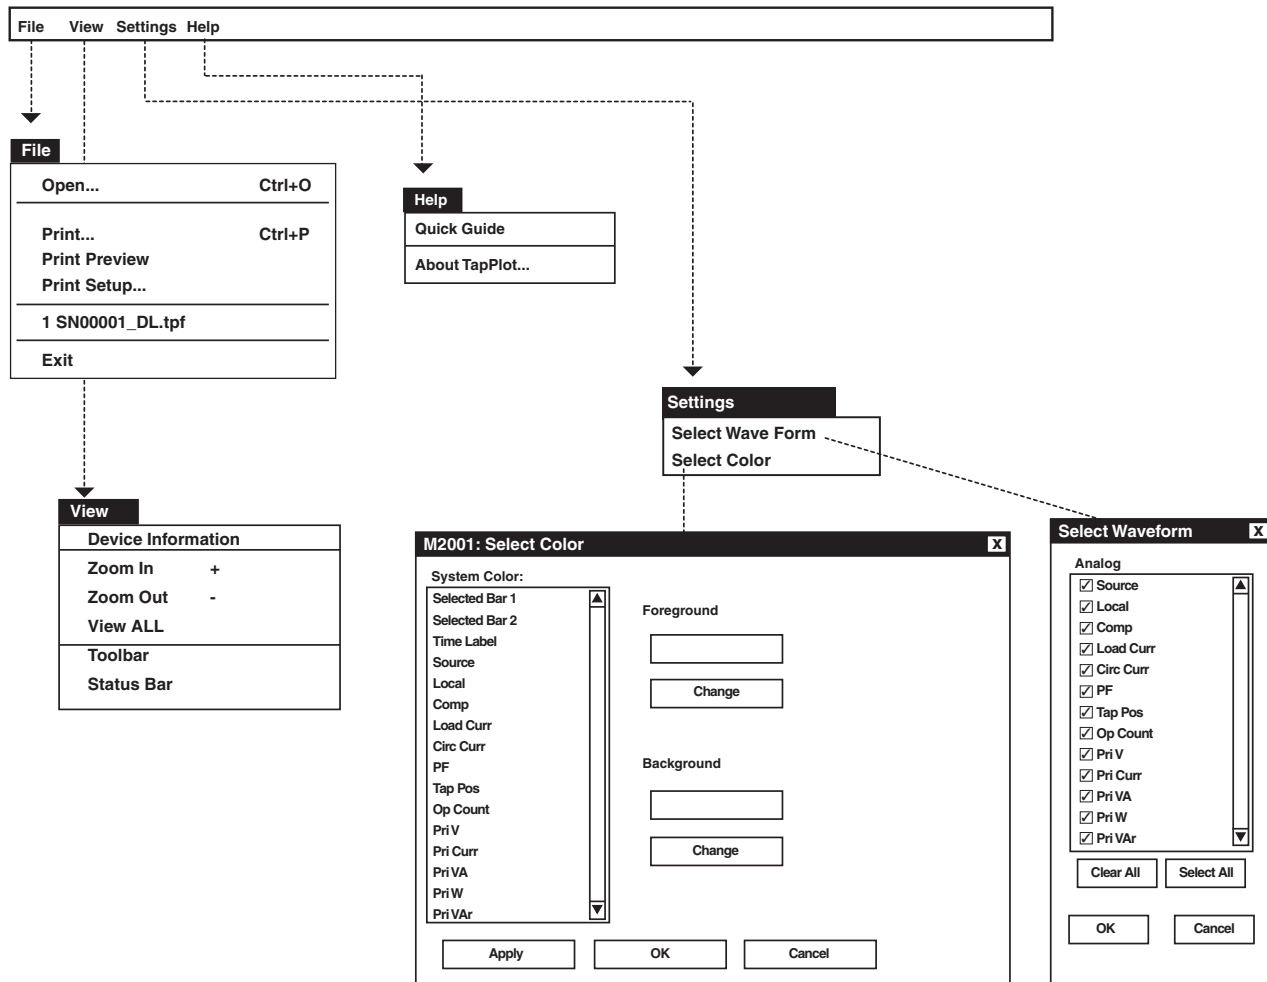 File View Settings Help
File
Open... Ctrl+O
Print... Ctrl+P
Print Preview
Print Setup...
1 SN00001_DL.tpf
Exit
Help
Quick Guide
About TapPlot...
Settings
Select Wave Form
Select Color
View
Device Information
Zoom In +
Zoom Out -
View ALL
Toolbar
Status Bar
M2001: Select Color X
System Color:
Selected Bar 1
Selected Bar 2
Time Label
Source
Local
Comp
Load Curr
Circ Curr
PF
Tap Pos
Op Count
Pri V
Pri Curr
Pri VA
Pri W
Pri VAr
Foreground
Change
Background
Change
Apply OK Cancel
Select Waveform X
Analog
Source
Local
Comp
Load Curr
Circ Curr
PF
Tap Pos
Op Count
Pri V
Pri Curr
Pri VA
Pri W
Pri VAr
Clear All Select All
OK Cancel